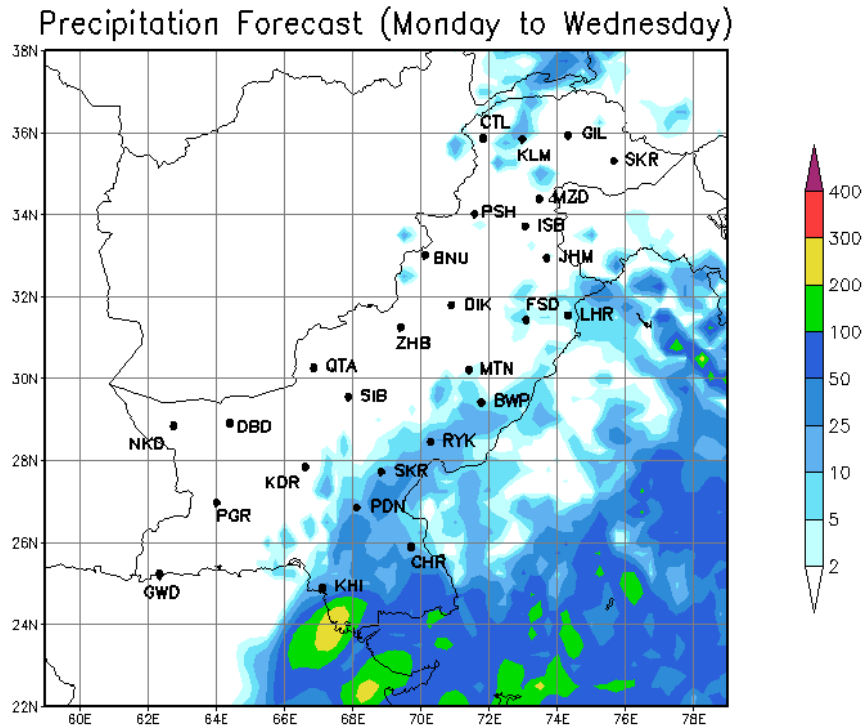 Precipitation Forecast (Monday to Wednesday)
38N
36N
34N
32N
30N
28N
26N
24N
22N
CTL
KLM
GIL
SKR
MZD
PSH
ISB
BNU
JHM
DIK
FSD
LHR
ZHB
QTA
MTN
SIB
BWP
NKD
DBD
RYK
KDR
SKR
PGR
PDN
CHR
GWD
KHI
60E
62E
64E
66E
68E
70E
72E
74E
76E
78E
400
300
200
100
50
25
10
5
2